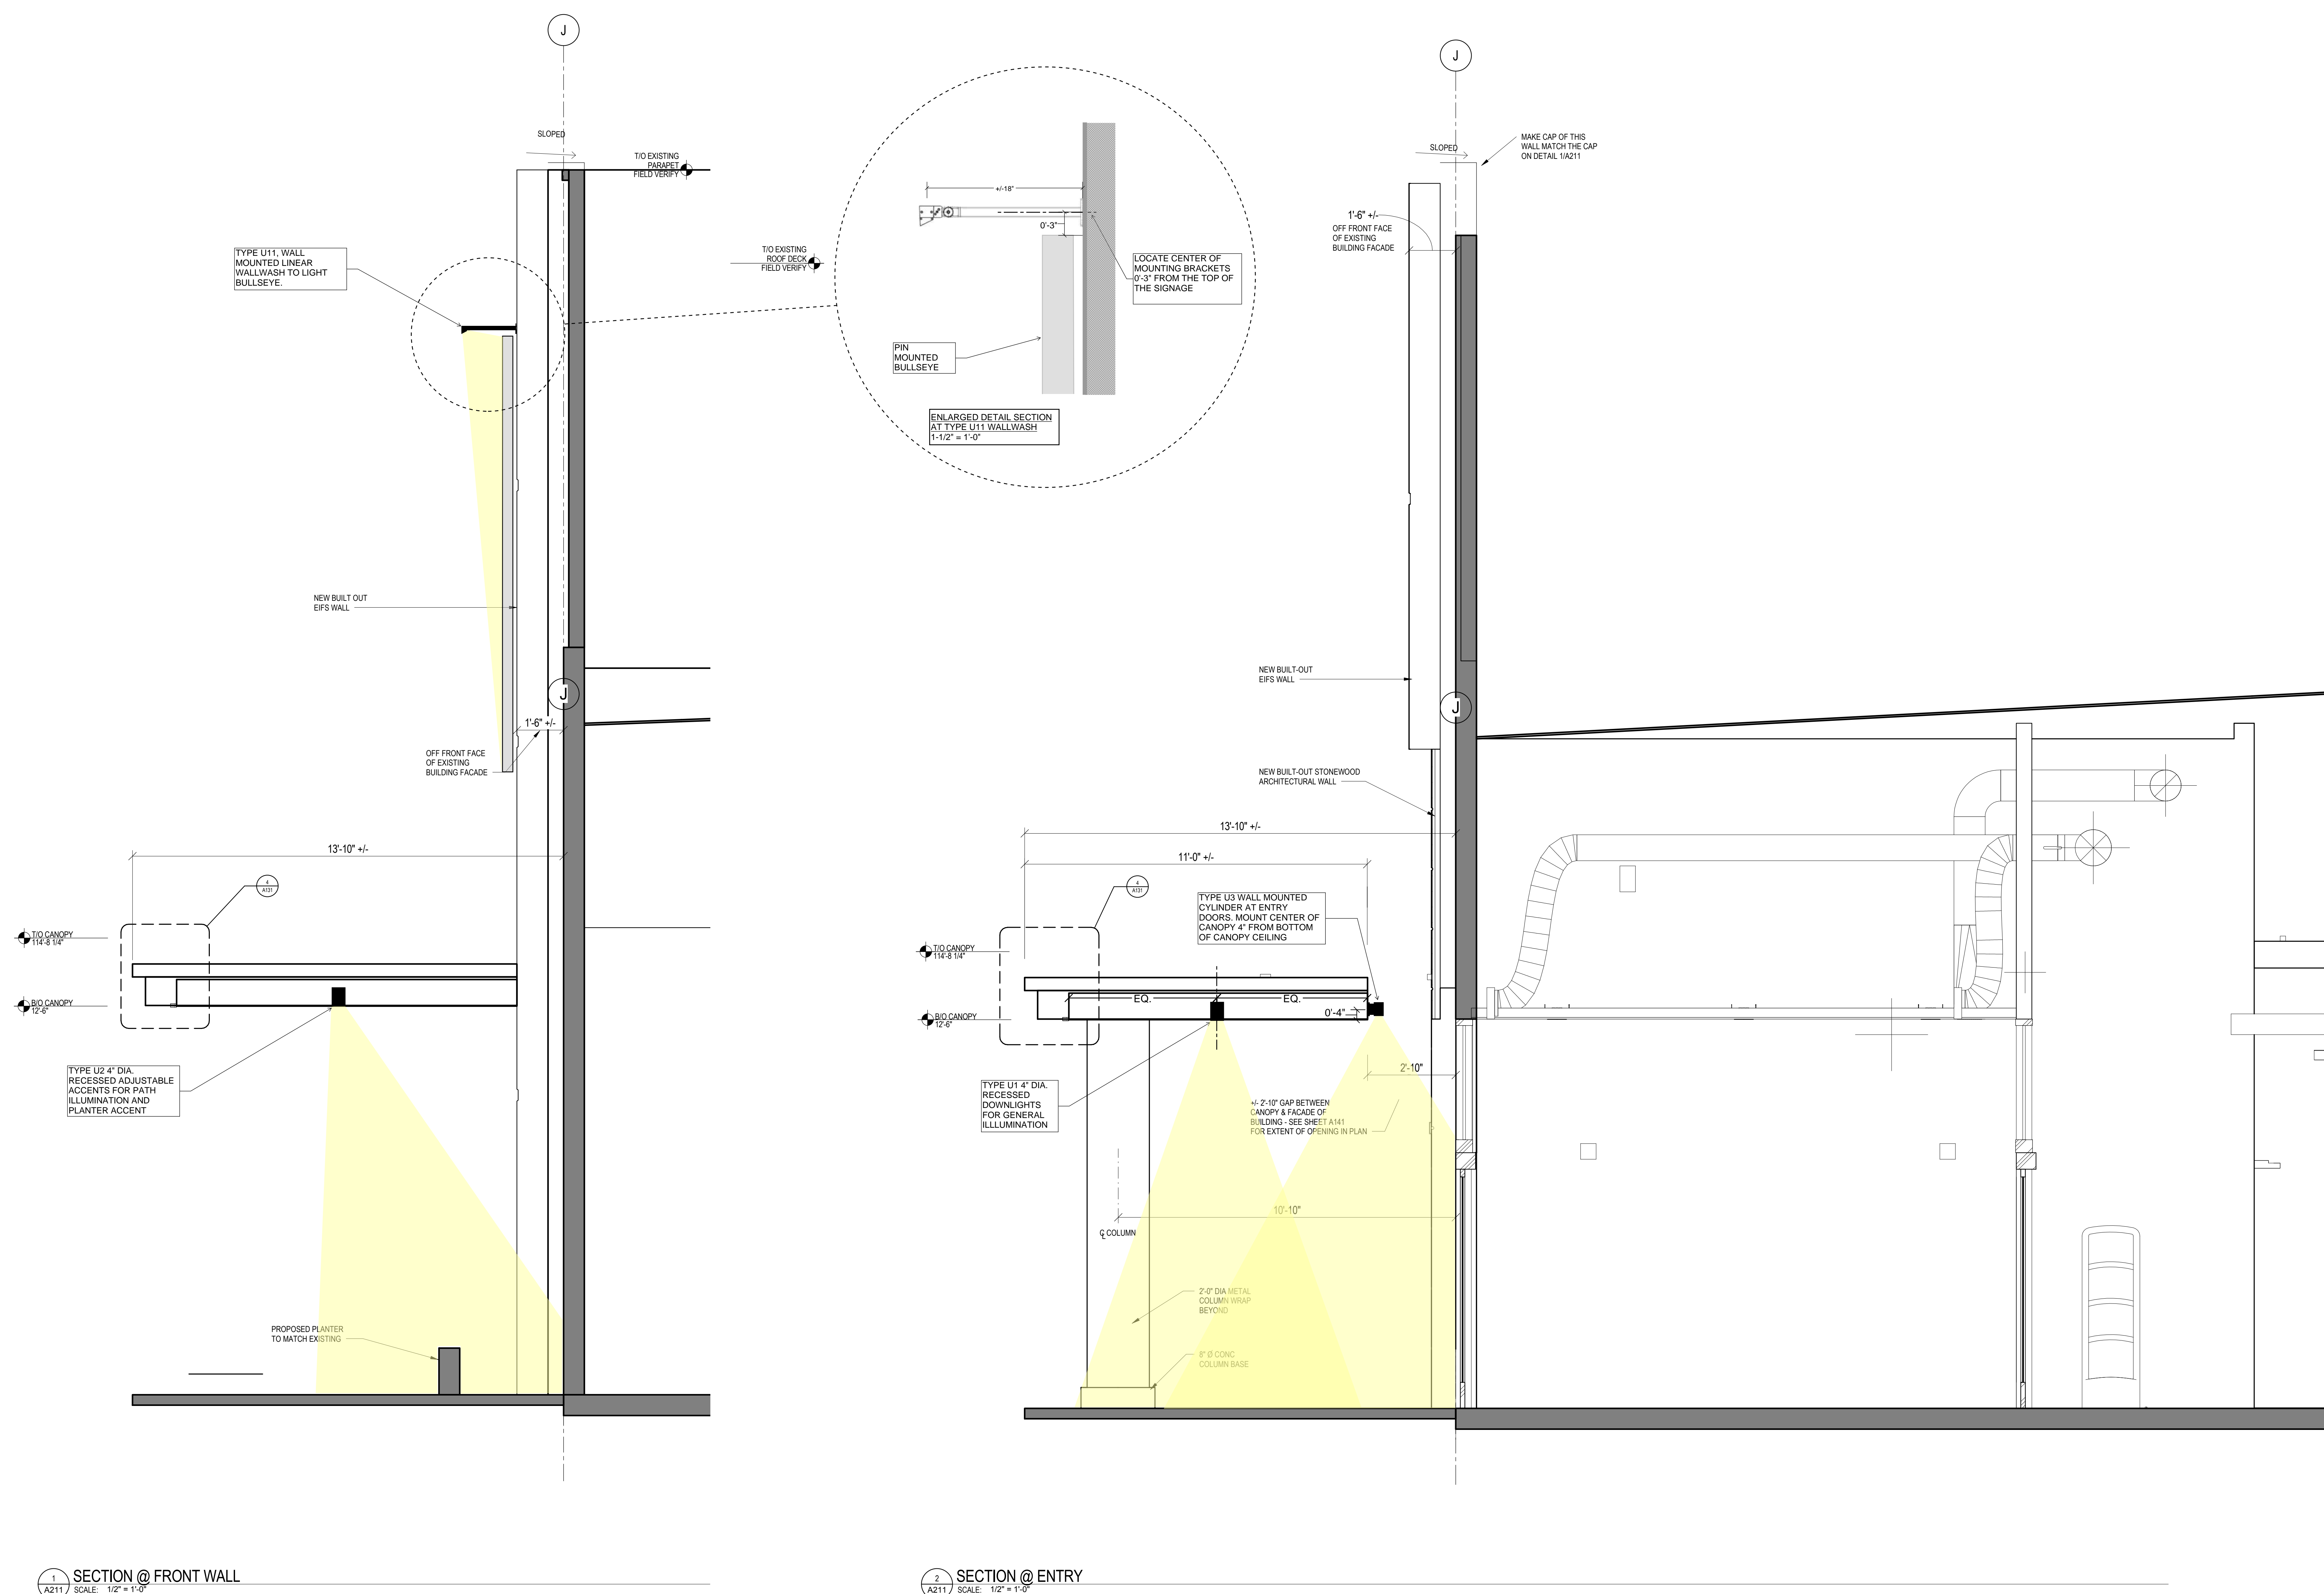 J
SLOPED
T/O EXISTING
PARAPET
FIELD VERIFY
TYPE U11, WALL
MOUNTED LINEAR
WALLWASH TO LIGHT
BULLSEYE.
T/O EXISTING
ROOF DECK
FIELD VERIFY
NEW BUILT OUT
EIFS WALL
J
1'-6" +/-
OFF FRONT FACE
OF EXISTING
BUILDING FACADE
13'-10" +/-
4
A131
T/O CANOPY
114'-8 1/4"
B/O CANOPY
12'-6"
TYPE U2 4" DIA.
RECESSED ADJUSTABLE
ACCENTS FOR PATH
ILLUMINATION AND
PLANTER ACCENT
PROPOSED PLANTER
TO MATCH EXISTING
1
A211
SECTION @ FRONT WALL
SCALE: 1/2" = 1'-0"
+/-18"
0'-3"
LOCATE CENTER OF
MOUNTING BRACKETS
0'-3" FROM THE TOP OF
THE SIGNAGE
PIN
MOUNTED
BULLSEYE
ENLARGED DETAIL SECTION
AT TYPE U11 WALLWASH
1-1/2" = 1'-0"
J
SLOPED
MAKE CAP OF THIS
WALL MATCH THE CAP
ON DETAIL 1/A211
1'-6" +/-
OFF FRONT FACE
OF EXISTING
BUILDING FACADE
NEW BUILT-OUT
EIFS WALL
J
NEW BUILT-OUT STONEWOOD
ARCHITECTURAL WALL
13'-10" +/-
11'-0" +/-
4
A131
TYPE U3 WALL MOUNTED
CYLINDER AT ENTRY
DOORS. MOUNT CENTER OF
CANOPY 4" FROM BOTTOM
OF CANOPY CEILING
T/O CANOPY
114'-8 1/4"
EQ.
EQ.
0'-4"
B/O CANOPY
12'-6"
2'-10"
TYPE U1 4" DIA.
RECESSED
DOWNLIGHTS
FOR GENERAL
ILLLUMINATION
+/- 2'-10" GAP BETWEEN
CANOPY & FACADE OF
BUILDING - SEE SHEET A141
FOR EXTENT OF OPENING IN PLAN
10'-10"
CL COLUMN
2'-0" DIA METAL
COLUMN WRAP
BEYOND
8" Ø CONC
COLUMN BASE
2
A211
SECTION @ ENTRY
SCALE: 1/2" = 1'-0"